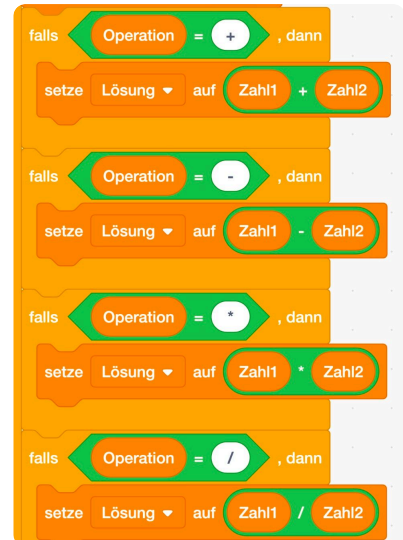 falls Operation = + , dann
setze Lösung auf Zahl1 + Zahl2
falls Operation = - , dann
setze Lösung auf Zahl1 - Zahl2
falls Operation = * , dann
setze Lösung auf Zahl1 * Zahl2
falls Operation = / , dann
setze Lösung auf Zahl1 / Zahl2